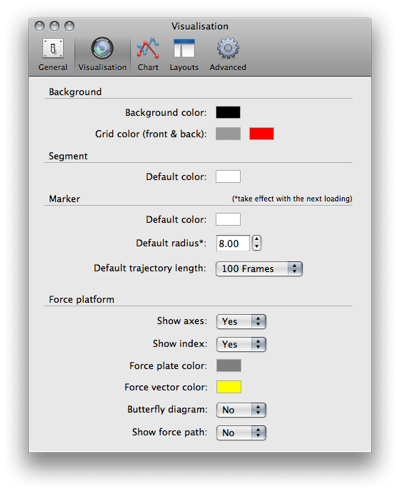 Visualisation
General Visualisation Chart Layouts Advanced
Background
Background color:
Grid color (front & back):
Segment
Default color:
Marker (*take effect with the next loading)
Default color:
Default radius*: 8.00
Default trajectory length: 100 Frames
Force platform
Show axes: Yes
Show index: Yes
Force plate color:
Force vector color:
Butterfly diagram: No
Show force path: No